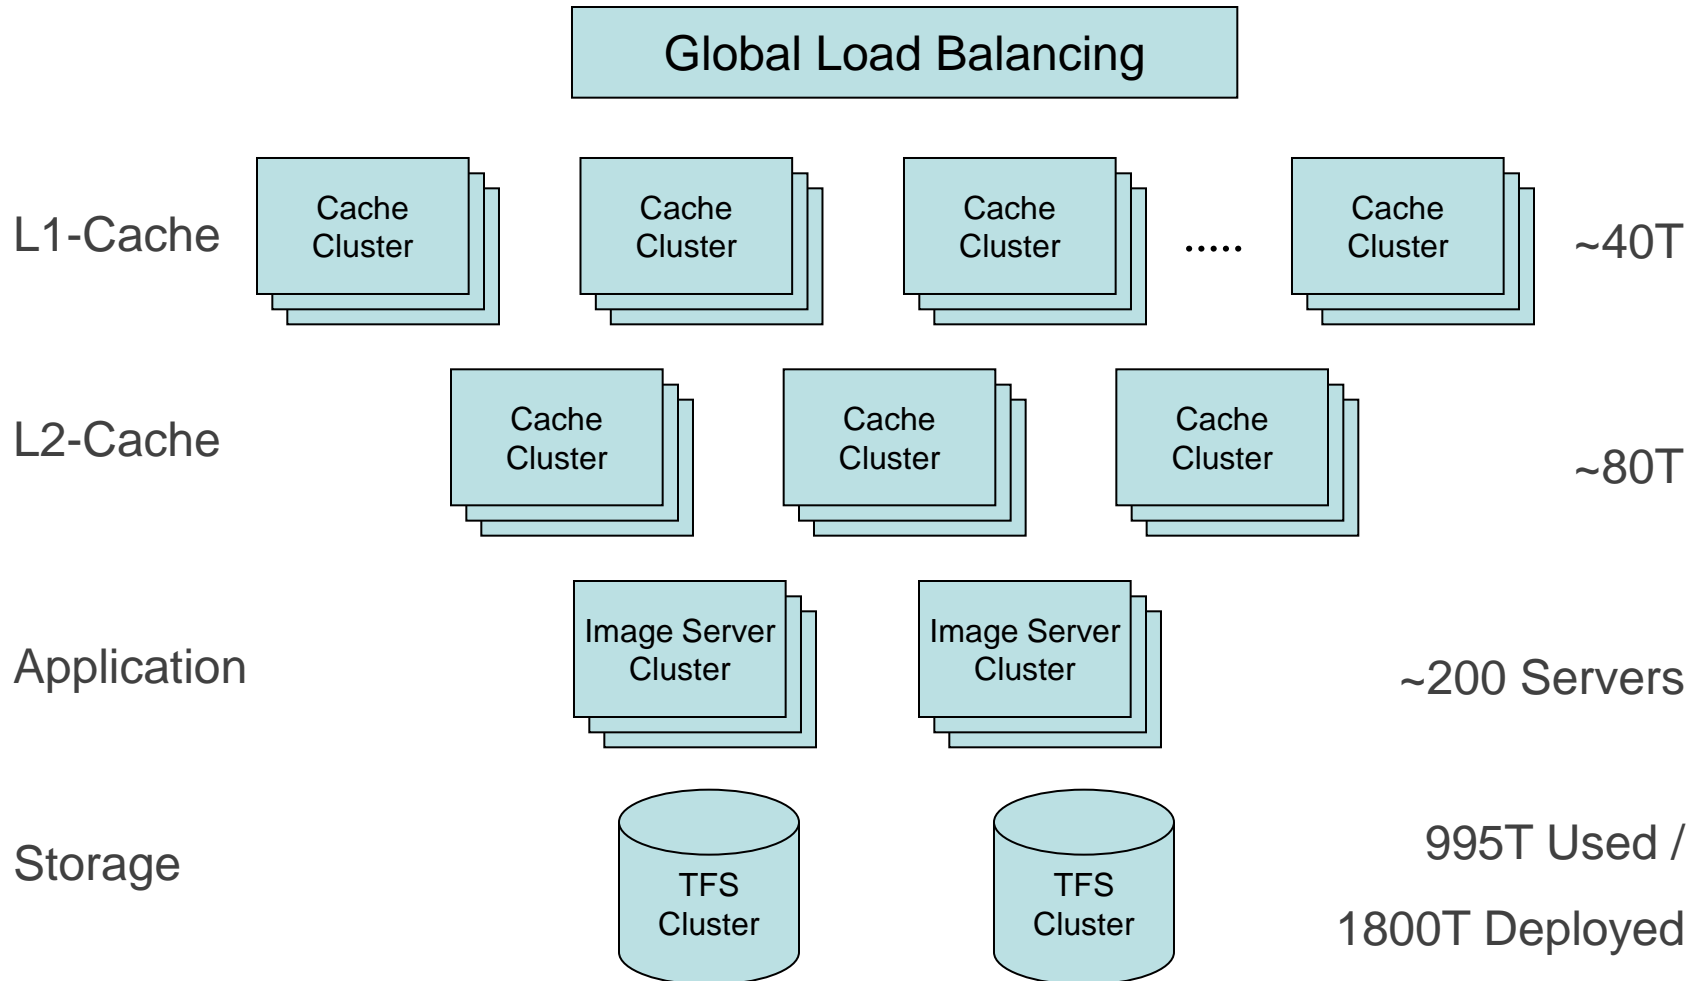 Global Load Balancing
L1-Cache
Cache
Cluster
Cache
Cluster
Cache
Cluster
.....
Cache
Cluster
~40T
L2-Cache
Cache
Cluster
Cache
Cluster
Cache
Cluster
~80T
Application
Image Server
Cluster
Image Server
Cluster
~200 Servers
Storage
TFS
Cluster
TFS
Cluster
995T Used /
1800T Deployed